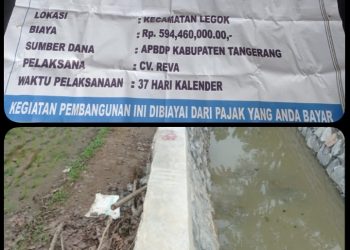 LOKASI : KECAMATAN LEGOK
BIAYA : Rp. 594,460,000.00,-
SUMBER DANA : APBDP KABUPATEN TANGERANG
PELAKSANA : CV. REVA
WAKTU PELAKSANAAN : 37 HARI KALENDER
KEGIATAN PEMBANGUNAN INI DIBIAYAI DARI PAJAK YANG ANDA BAYAR